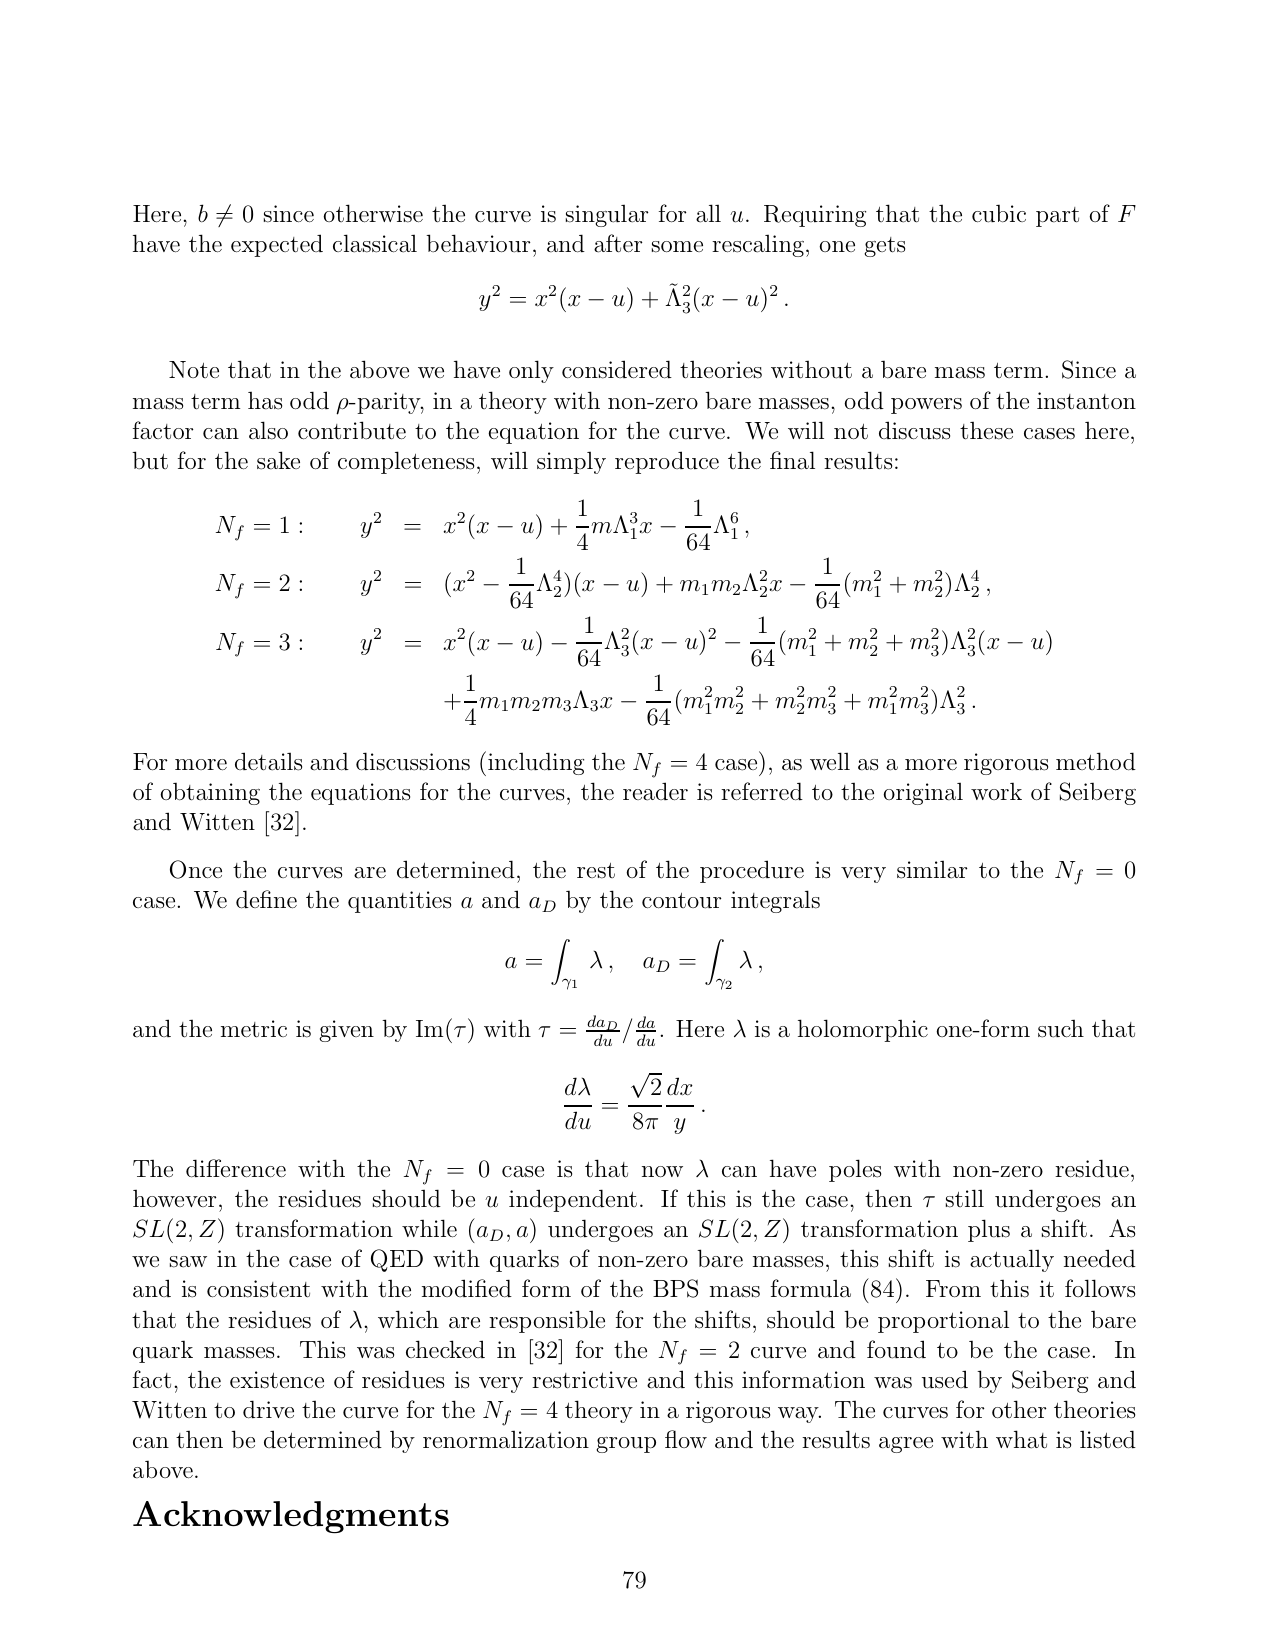 Here, b ≠ 0 since otherwise the curve is singular for all u. Requiring that the cubic part of F
have the expected classical behaviour, and after some rescaling, one gets
y² = x²(x − u) + Λ̃₃²(x − u)² .
Note that in the above we have only considered theories without a bare mass term. Since a
mass term has odd ρ-parity, in a theory with non-zero bare masses, odd powers of the instanton
factor can also contribute to the equation for the curve. We will not discuss these cases here,
but for the sake of completeness, will simply reproduce the final results:
N_f = 1 : y² = x²(x − u) + 1/4 mΛ₁³x − 1/64 Λ₁⁶ ,
N_f = 2 : y² = (x² − 1/64 Λ₂⁴)(x − u) + m₁m₂Λ₂²x − 1/64 (m₁² + m₂²)Λ₂⁴ ,
N_f = 3 : y² = x²(x − u) − 1/64 Λ₃²(x − u)² − 1/64 (m₁² + m₂² + m₃²)Λ₃²(x − u)
+ 1/4 m₁m₂m₃Λ₃x − 1/64 (m₁²m₂² + m₂²m₃² + m₁²m₃²)Λ₃² .
For more details and discussions (including the N_f = 4 case), as well as a more rigorous method
of obtaining the equations for the curves, the reader is referred to the original work of Seiberg
and Witten [32].
Once the curves are determined, the rest of the procedure is very similar to the N_f = 0
case. We define the quantities a and a_D by the contour integrals
a = ∫_γ₁ λ , a_D = ∫_γ₂ λ ,
and the metric is given by Im(τ) with τ = da_D/du / da/du. Here λ is a holomorphic one-form such that
dλ/du = √2/8π dx/y .
The difference with the N_f = 0 case is that now λ can have poles with non-zero residue,
however, the residues should be u independent. If this is the case, then τ still undergoes an
SL(2, Z) transformation while (a_D, a) undergoes an SL(2, Z) transformation plus a shift. As
we saw in the case of QED with quarks of non-zero bare masses, this shift is actually needed
and is consistent with the modified form of the BPS mass formula (84). From this it follows
that the residues of λ, which are responsible for the shifts, should be proportional to the bare
quark masses. This was checked in [32] for the N_f = 2 curve and found to be the case. In
fact, the existence of residues is very restrictive and this information was used by Seiberg and
Witten to drive the curve for the N_f = 4 theory in a rigorous way. The curves for other theories
can then be determined by renormalization group flow and the results agree with what is listed
above.
Acknowledgments
79